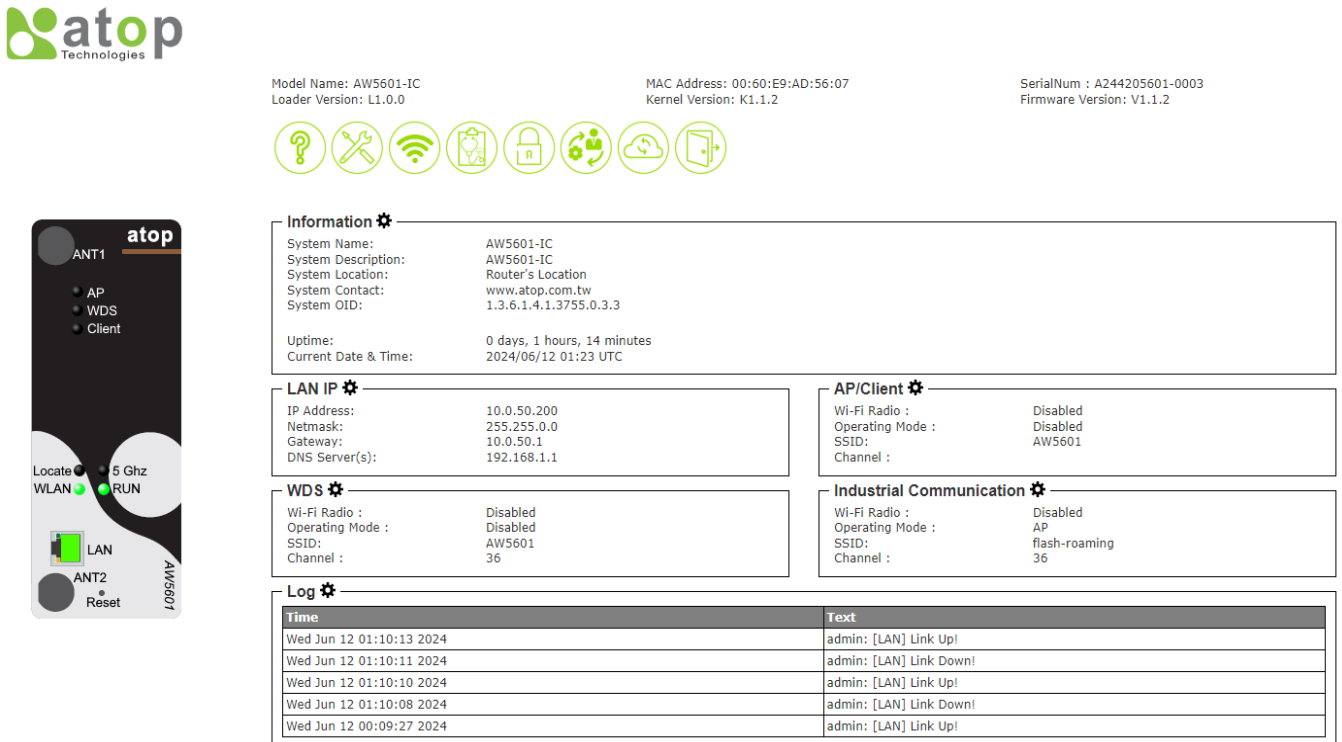 atop
Technologies
Model Name: AW5601-IC MAC Address: 00:60:E9:AD:56:07 SerialNum : A244205601-0003
Loader Version: L1.0.0 Kernel Version: K1.1.2 Firmware Version: V1.1.2
atop
ANT1
AP
WDS
Client
Locate 5 Ghz
WLAN RUN
LAN
ANT2
Reset
AW5601
Information
System Name: AW5601-IC
System Description: AW5601-IC
System Location: Router's Location
System Contact: www.atop.com.tw
System OID: 1.3.6.1.4.1.3755.0.3.3
Uptime: 0 days, 1 hours, 14 minutes
Current Date & Time: 2024/06/12 01:23 UTC
LAN IP
IP Address: 10.0.50.200
Netmask: 255.255.0.0
Gateway: 10.0.50.1
DNS Server(s): 192.168.1.1
AP/Client
Wi-Fi Radio : Disabled
Operating Mode : Disabled
SSID: AW5601
Channel :
WDS
Wi-Fi Radio : Disabled
Operating Mode : Disabled
SSID: AW5601
Channel : 36
Industrial Communication
Wi-Fi Radio : Disabled
Operating Mode : AP
SSID: flash-roaming
Channel : 36
Log
Time Text
Wed Jun 12 01:10:13 2024 admin: [LAN] Link Up!
Wed Jun 12 01:10:11 2024 admin: [LAN] Link Down!
Wed Jun 12 01:10:10 2024 admin: [LAN] Link Up!
Wed Jun 12 01:10:08 2024 admin: [LAN] Link Down!
Wed Jun 12 00:09:27 2024 admin: [LAN] Link Up!